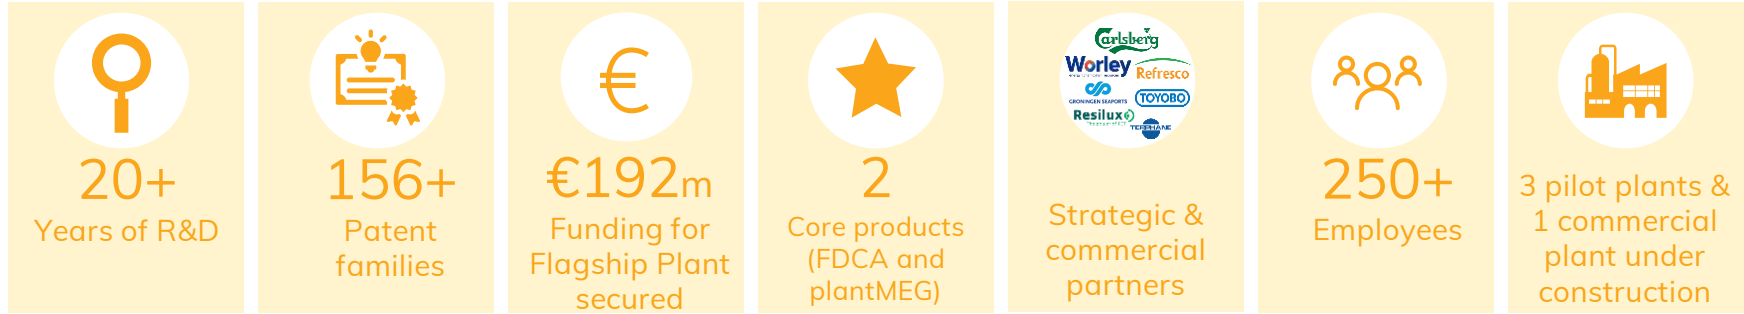 20+
Years of R&D
156+
Patent
families
€
€192m
Funding for
Flagship Plant
secured
2
Core products
(FDCA and
plantMEG)
Carlsberg
Worley
Refresco
GRONINGEN SEAPORTS
TOYOBO
Resilux
TERPHANE
Strategic &
commercial
partners
250+
Employees
3 pilot plants &
1 commercial
plant under
construction